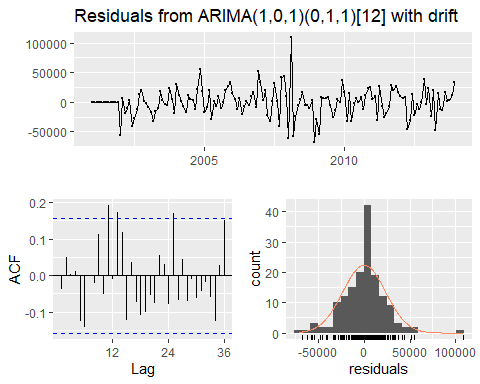 Residuals from ARIMA(1,0,1)(0,1,1)[12] with drift
100000
50000
0
-50000
2005 2010
ACF
0.2
0.1
0.0
-0.1
12 24 36
Lag
count
40
30
20
10
0
-50000 0 50000 100000
residuals